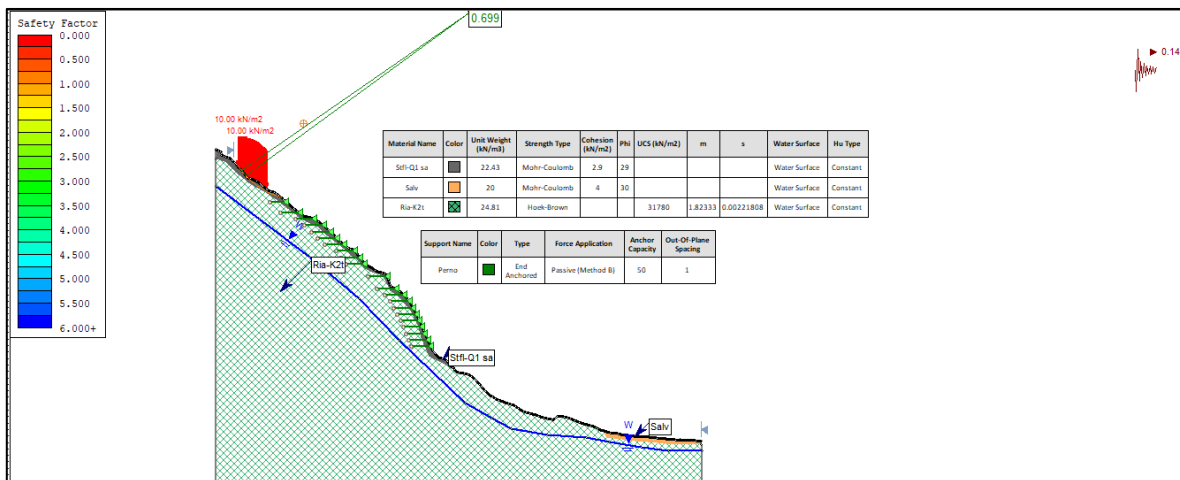 Safety Factor
0.000
0.500
1.000
1.500
2.000
2.500
3.000
3.500
4.000
4.500
5.000
5.500
6.000+
0.699
0.14
10.00 kN/m2
10.00 kN/m2
Material Name Color Unit Weight (kN/m3) Strength Type Cohesion (kN/m2) Phi UCS (kN/m2) m s Water Surface Hu Type
Stfl-Q1 sa 22.43 Mohr-Coulomb 2.9 29 Water Surface Constant
Salv 20 Mohr-Coulomb 4 30 Water Surface Constant
Ria-K2t 24.81 Hoek-Brown 31780 1.82333 0.00221808 Water Surface Constant
Support Name Color Type Force Application Anchor Capacity Out-Of-Plane Spacing
Perno End Anchored Passive (Method B) 50 1
W
Ria-K2t
Stfl-Q1 sa
W
Salv